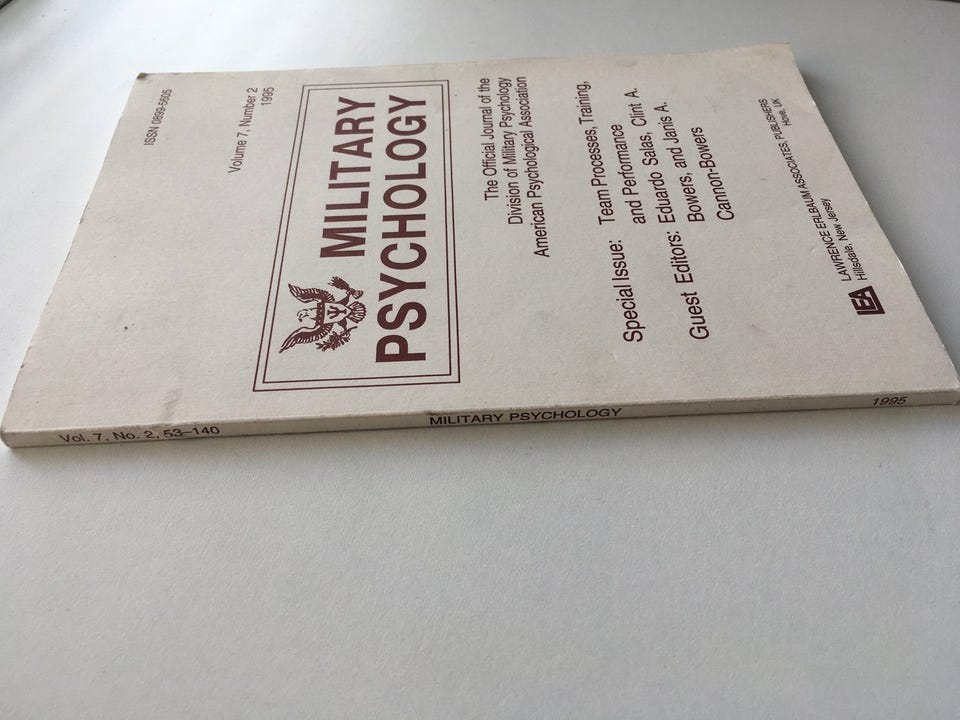 ISSN 0899-5605
Volume 7, Number 2
1995
MILITARY
PSYCHOLOGY
The Official Journal of the
Division of Military Psychology
American Psychological Association
Special Issue: Team Processes, Training,
and Performance
Guest Editors: Eduardo Salas, Clint A.
Bowers, and Janis A.
Cannon-Bowers
LEA
LAWRENCE ERLBAUM ASSOCIATES, PUBLISHERS
Hillsdale, New Jersey Hove, UK
Vol. 7, No. 2, 53–140 MILITARY PSYCHOLOGY 1995